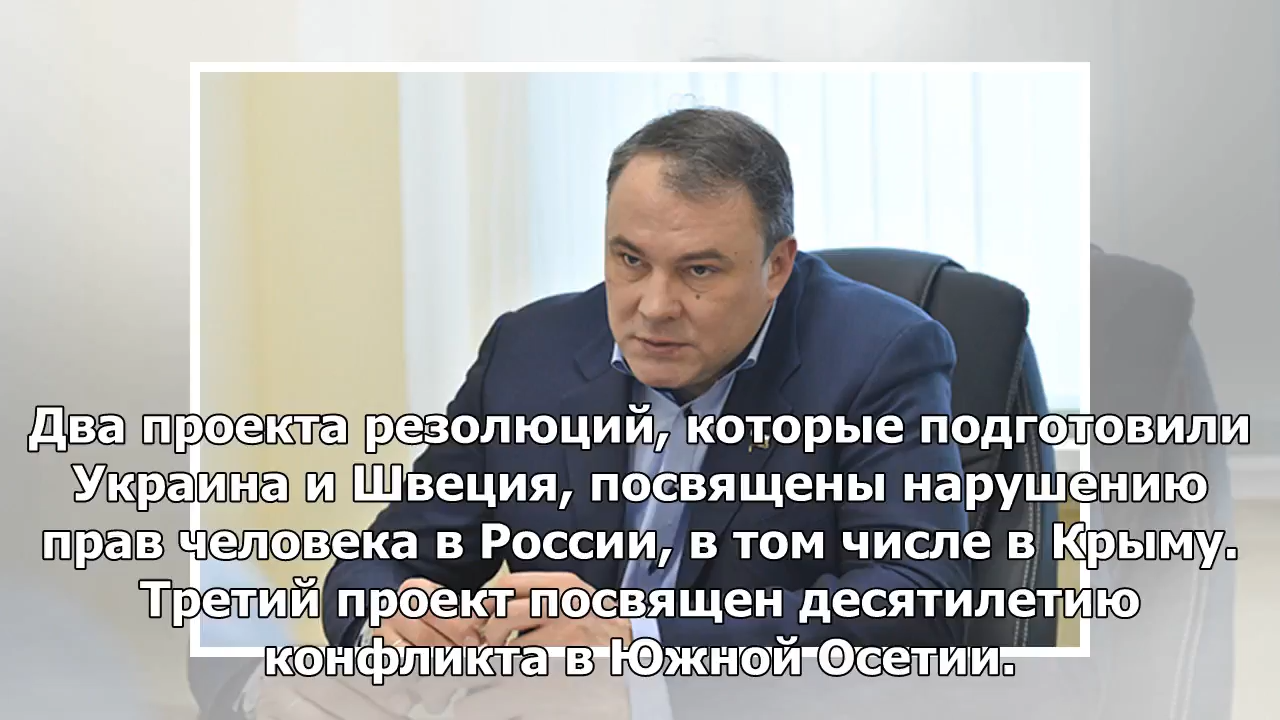 Два проекта резолюций, которые подготовили
Украина и Швеция, посвящены нарушению
прав человека в России, в том числе в Крыму.
Третий проект посвящен десятилетию
конфликта в Южной Осетии.